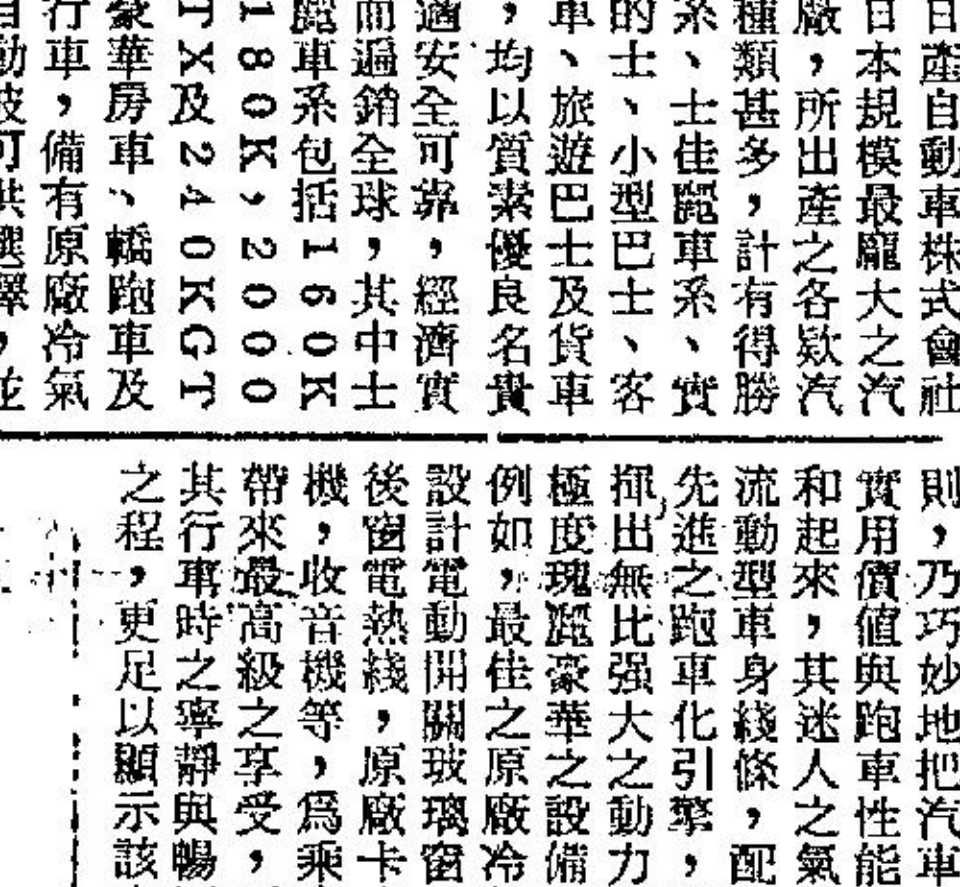 日產自動車株式會社
日本規模最龐大之汽
廠，所出產之各欵汽
種類甚多，計有得勝
系、士佳麗車系、實
的士、小型巴士、客
車、旅遊巴士及貨車
，均以質素優良名貴
適安全可靠，經濟實
而遍銷全球，其中士
麗車系包括160K
180K，2000
TX及240KGT
豪華房車、轎跑車及
行車，備有原廠冷氣
自動波可供選擇，並
則，乃巧妙地把汽車
實用價值與跑車性能
和起來，其迷人之氣
流動型車身綫條，配
先進之跑車化引擎，
揮出無比强大之動力
極度瑰麗豪華之設備
例如，最佳之原廠冷
設計電動開關玻璃窗
後窗電熱綫，原廠卡
機，收音機等，爲乘
帶來最高級之享受，
其行車時之寧靜與暢
之程，更足以顯示該